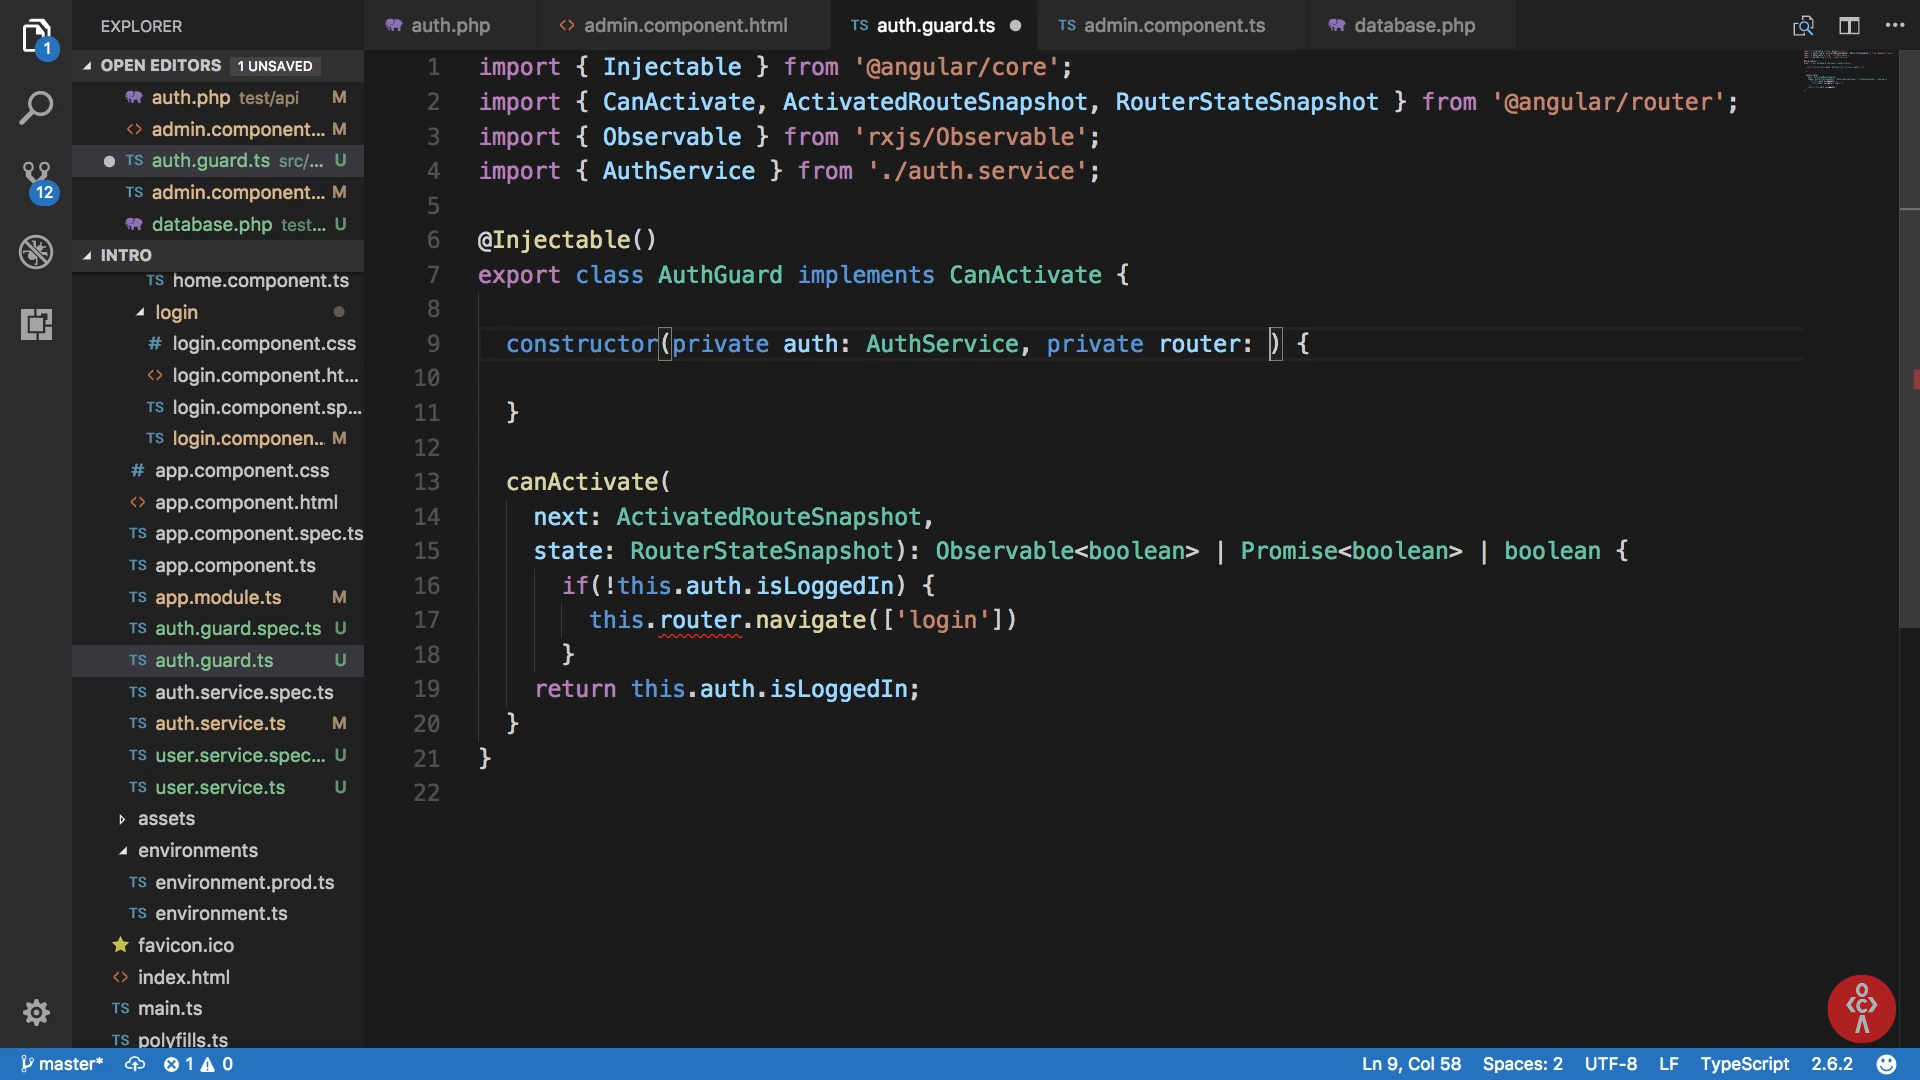 EXPLORER
auth.php
<> admin.component.html
TS auth.guard.ts
TS admin.component.ts
database.php
1
OPEN EDITORS 1 UNSAVED
auth.php test/api M
<> admin.component... M
TS auth.guard.ts src/... U
TS admin.component... M
database.php test... U
12
INTRO
TS home.component.ts
login
# login.component.css
<> login.component.ht...
TS login.component.sp...
TS login.componen... M
# app.component.css
<> app.component.html
TS app.component.spec.ts
TS app.component.ts
TS app.module.ts M
TS auth.guard.spec.ts U
TS auth.guard.ts U
TS auth.service.spec.ts
TS auth.service.ts M
TS user.service.spec... U
TS user.service.ts U
assets
environments
TS environment.prod.ts
TS environment.ts
favicon.ico
<> index.html
TS main.ts
TS polyfills.ts
1 import { Injectable } from '@angular/core';
2 import { CanActivate, ActivatedRouteSnapshot, RouterStateSnapshot } from '@angular/router';
3 import { Observable } from 'rxjs/Observable';
4 import { AuthService } from './auth.service';
5
6 @Injectable()
7 export class AuthGuard implements CanActivate {
8
9 constructor(private auth: AuthService, private router: ) {
10
11 }
12
13 canActivate(
14 next: ActivatedRouteSnapshot,
15 state: RouterStateSnapshot): Observable<boolean> | Promise<boolean> | boolean {
16 if(!this.auth.isLoggedIn) {
17 this.router.navigate(['login'])
18 }
19 return this.auth.isLoggedIn;
20 }
21 }
22
master* 1 0
Ln 9, Col 58 Spaces: 2 UTF-8 LF TypeScript 2.6.2